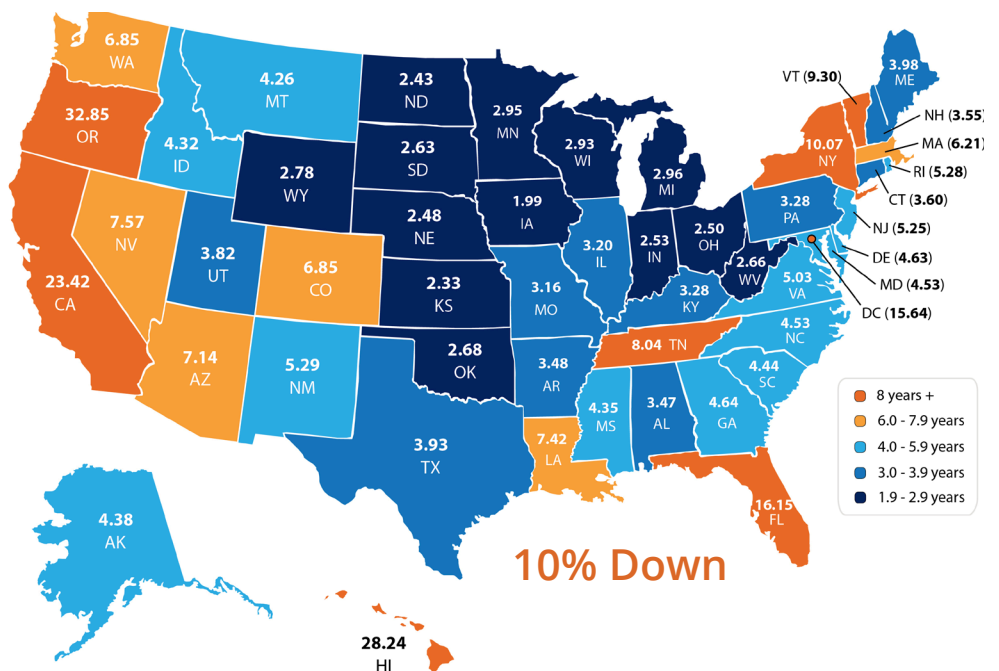 6.85
WA
32.85
OR
23.42
CA
7.57
NV
4.32
ID
4.26
MT
2.78
WY
3.82
UT
6.85
CO
7.14
AZ
5.29
NM
2.43
ND
2.63
SD
2.48
NE
2.33
KS
2.68
OK
3.93
TX
2.95
MN
1.99
IA
3.16
MO
3.48
AR
7.42
LA
2.93
WI
3.20
IL
2.96
MI
2.53
IN
2.50
OH
2.66
WV
3.28
KY
8.04 TN
4.35
MS
3.47
AL
4.64
GA
16.15
FL
4.44
SC
4.53
NC
5.03
VA
3.28
PA
10.07
NY
3.98
ME
VT (9.30)
NH (3.55)
MA (6.21)
RI (5.28)
CT (3.60)
NJ (5.25)
DE (4.63)
MD (4.53)
DC (15.64)
8 years +
6.0 - 7.9 years
4.0 - 5.9 years
3.0 - 3.9 years
1.9 - 2.9 years
4.38
AK
28.24
HI
10% Down